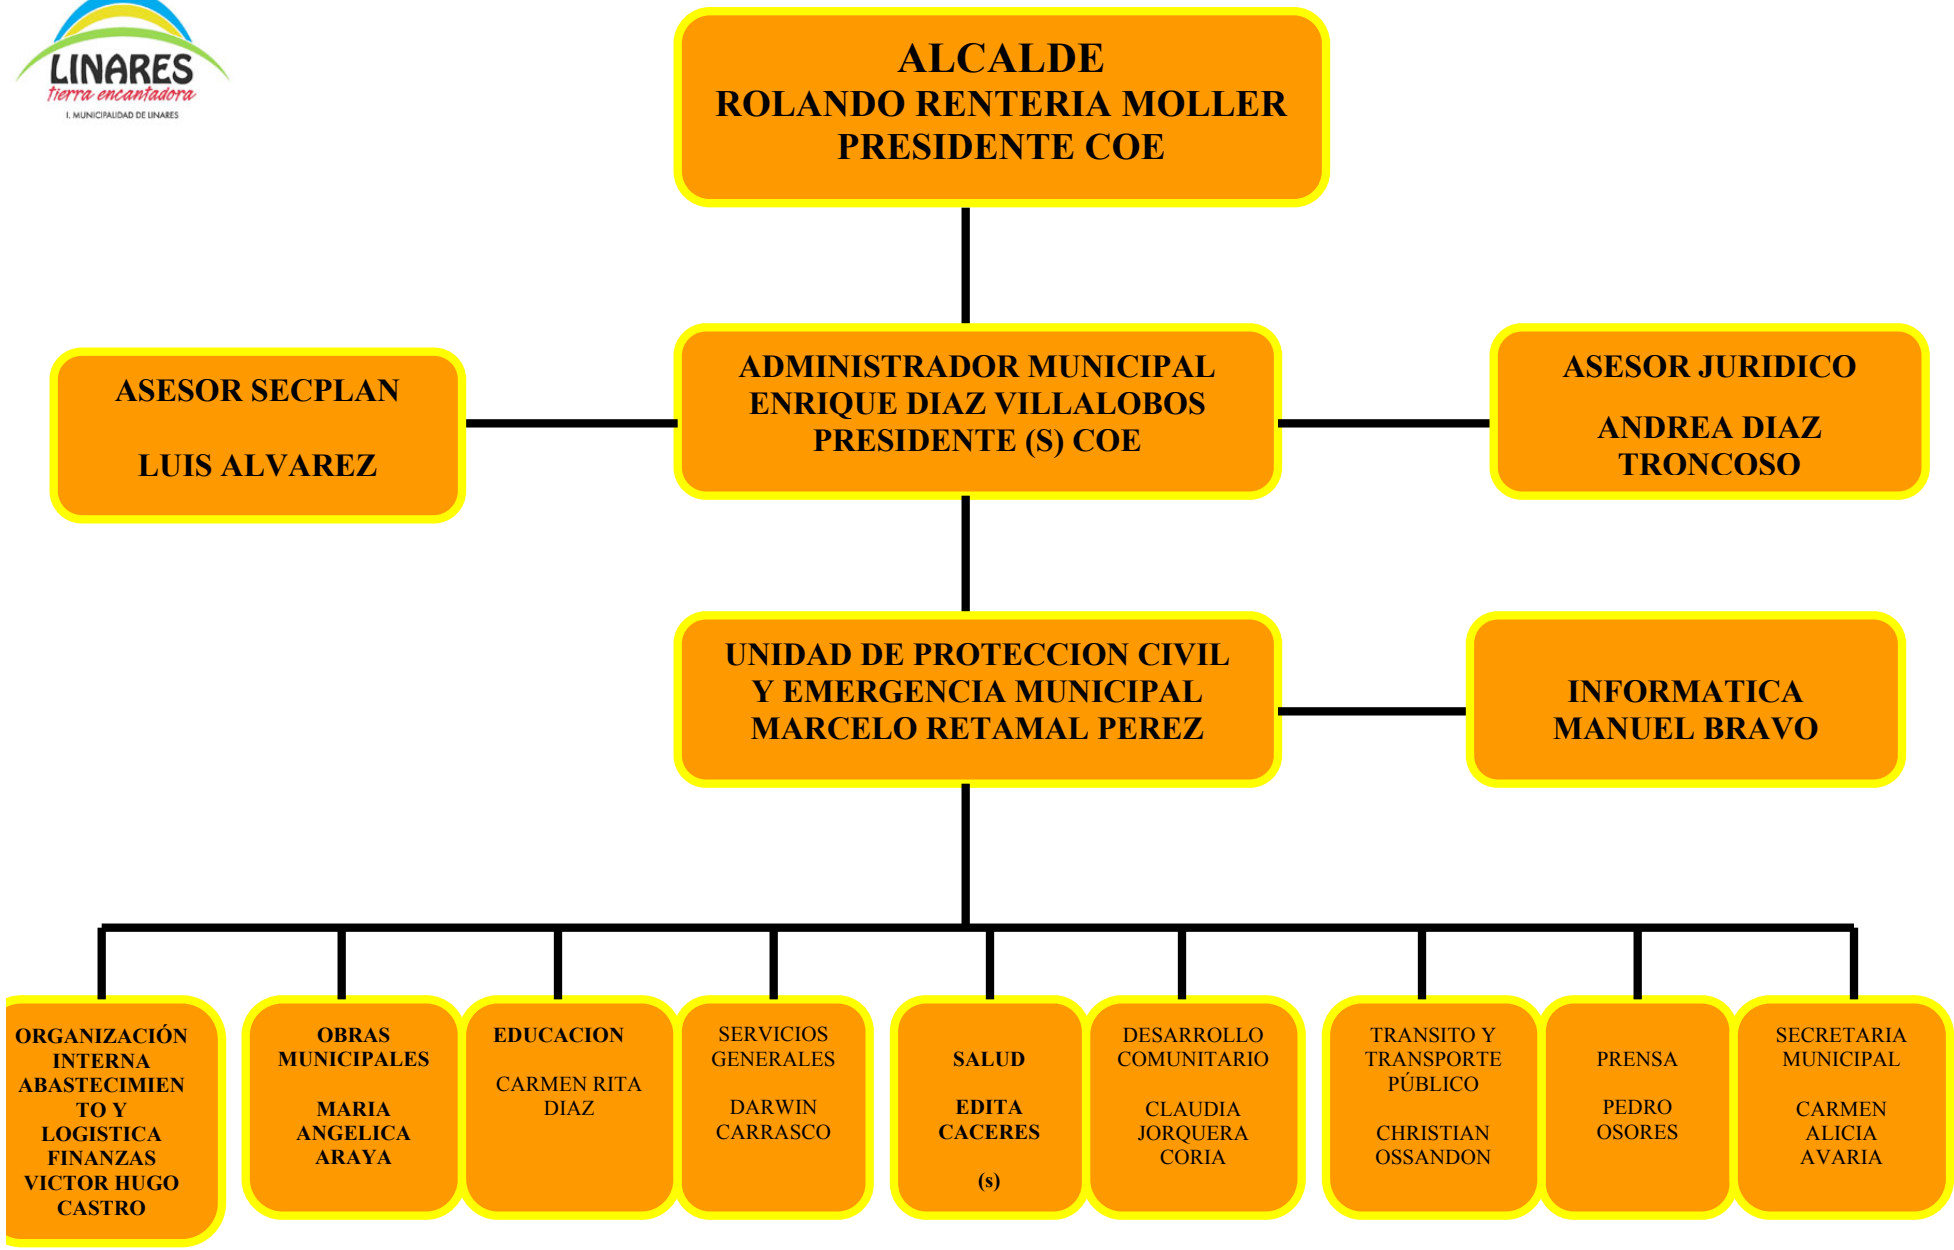 LINARES
tierra encantadora
I. MUNICIPALIDAD DE LINARES
ALCALDE
ROLANDO RENTERIA MOLLER
PRESIDENTE COE
ASESOR SECPLAN
LUIS ALVAREZ
ADMINISTRADOR MUNICIPAL
ENRIQUE DIAZ VILLALOBOS
PRESIDENTE (S) COE
ASESOR JURIDICO
ANDREA DIAZ
TRONCOSO
UNIDAD DE PROTECCION CIVIL
Y EMERGENCIA MUNICIPAL
MARCELO RETAMAL PEREZ
INFORMATICA
MANUEL BRAVO
ORGANIZACIÓN
INTERNA
ABASTECIMIEN
TO Y
LOGISTICA
FINANZAS
VICTOR HUGO
CASTRO
OBRAS
MUNICIPALES
MARIA
ANGELICA
ARAYA
EDUCACION
CARMEN RITA
DIAZ
SERVICIOS
GENERALES
DARWIN
CARRASCO
SALUD
EDITA
CACERES
(s)
DESARROLLO
COMUNITARIO
CLAUDIA
JORQUERA
CORIA
TRANSITO Y
TRANSPORTE
PÚBLICO
CHRISTIAN
OSSANDON
PRENSA
PEDRO
OSORES
SECRETARIA
MUNICIPAL
CARMEN
ALICIA
AVARIA